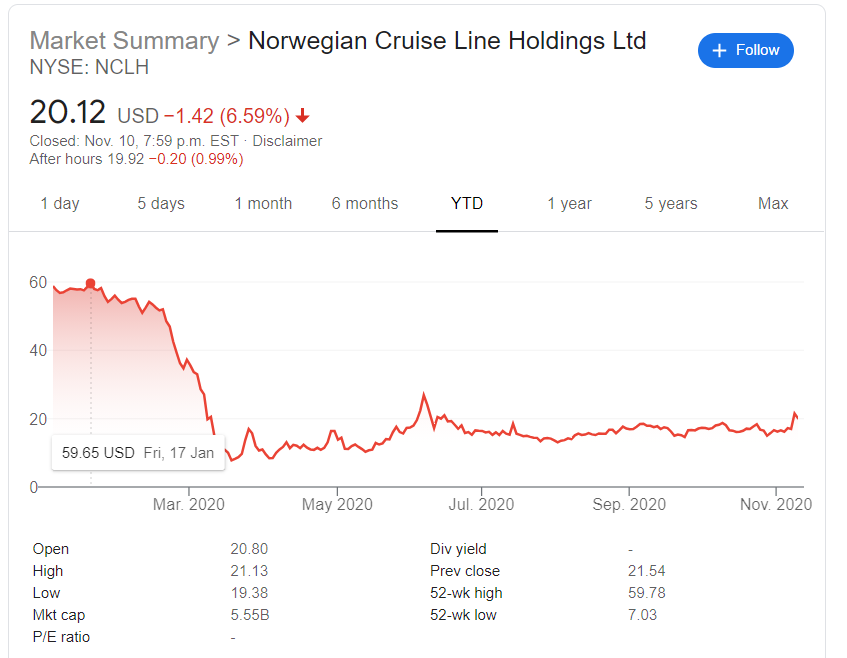 Market Summary > Norwegian Cruise Line Holdings Ltd
NYSE: NCLH
+ Follow
20.12 USD −1.42 (6.59%)
Closed: Nov. 10, 7:59 p.m. EST · Disclaimer
After hours 19.92 −0.20 (0.99%)
1 day 5 days 1 month 6 months YTD 1 year 5 years Max
60
40
20
59.65 USD Fri, 17 Jan
0
Mar. 2020 May 2020 Jul. 2020 Sep. 2020 Nov. 2020
Open 20.80 Div yield -
High 21.13 Prev close 21.54
Low 19.38 52-wk high 59.78
Mkt cap 5.55B 52-wk low 7.03
P/E ratio -